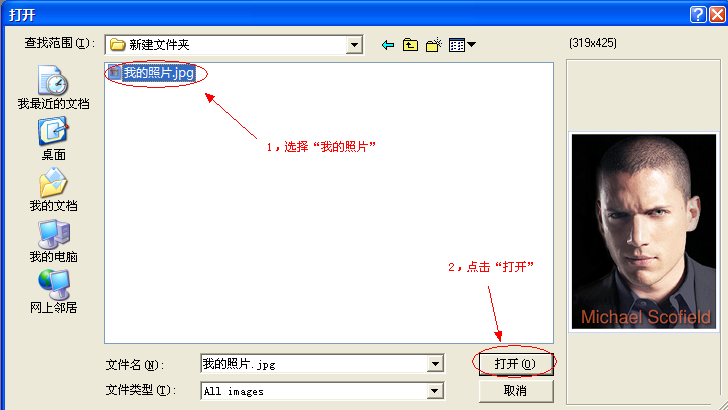 打开
查找范围(I):
新建文件夹
(319x425)
我最近的文档
桌面
我的文档
我的电脑
网上邻居
我的照片.jpg
1，选择“我的照片”
2，点击“打开”
Michael Scofield
文件名(N):
我的照片.jpg
打开(O)
文件类型(T):
All images
取消